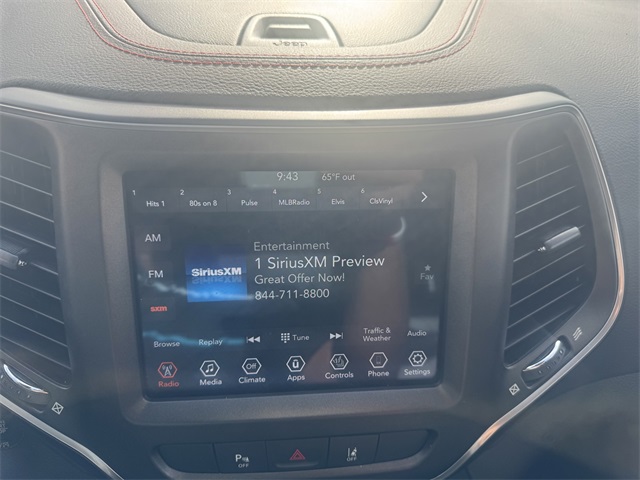 Jeep
9:43 65°F out
1 2 3 4 5 6
Hits 1 80s on 8 Pulse MLBRadio Elvis ClsVinyl
AM
FM
sxm
SiriusXM
Entertainment
1 SiriusXM Preview
Great Offer Now!
844-711-8800
Fav
Browse Replay Tune Traffic & Weather Audio
Radio Media Off Climate Apps Controls Phone Settings
P OFF
OFF